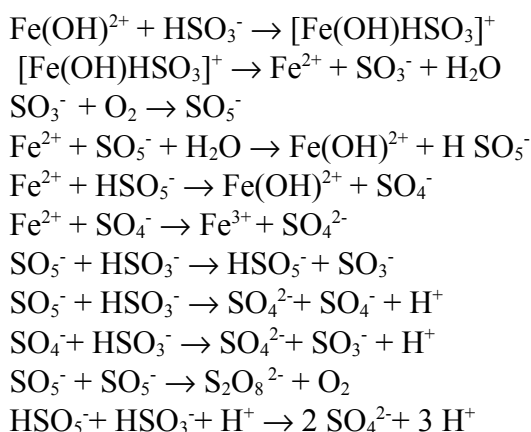 Fe(OH)²⁺ + HSO₃⁻ → [Fe(OH)HSO₃]⁺
[Fe(OH)HSO₃]⁺ → Fe²⁺ + SO₃⁻ + H₂O
SO₃⁻ + O₂ → SO₅⁻
Fe²⁺ + SO₅⁻ + H₂O → Fe(OH)²⁺ + H SO₅⁻
Fe²⁺ + HSO₅⁻ → Fe(OH)²⁺ + SO₄⁻
Fe²⁺ + SO₄⁻ → Fe³⁺ + SO₄²⁻
SO₅⁻ + HSO₃⁻ → HSO₅⁻ + SO₃⁻
SO₅⁻ + HSO₃⁻ → SO₄²⁻ + SO₄⁻ + H⁺
SO₄⁻ + HSO₃⁻ → SO₄²⁻ + SO₃⁻ + H⁺
SO₅⁻ + SO₅⁻ → S₂O₈²⁻ + O₂
HSO₅⁻ + HSO₃⁻ + H⁺ → 2 SO₄²⁻ + 3 H⁺